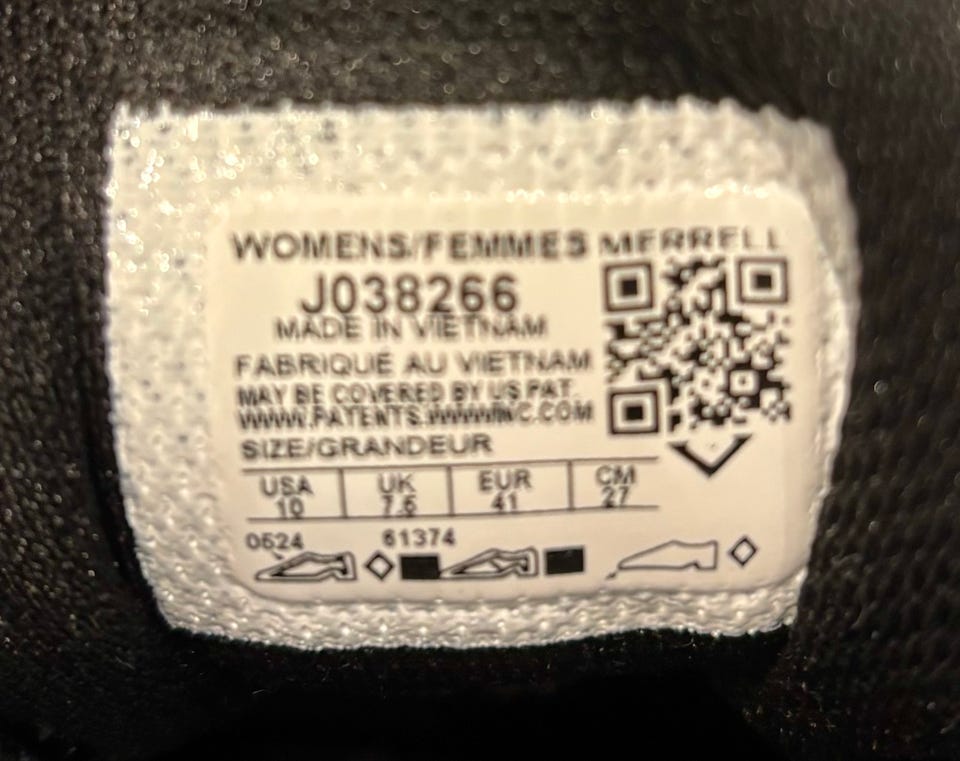 WOMENS/FEMMES MERRELL
J038266
MADE IN VIETNAM
FABRIQUÉ AU VIETNAM
MAY BE COVERED BY US PAT.
WWW.PATENTS.WWWINC.COM
SIZE/GRANDEUR
USA UK EUR CM
10 7.5 41 27
0524 61374